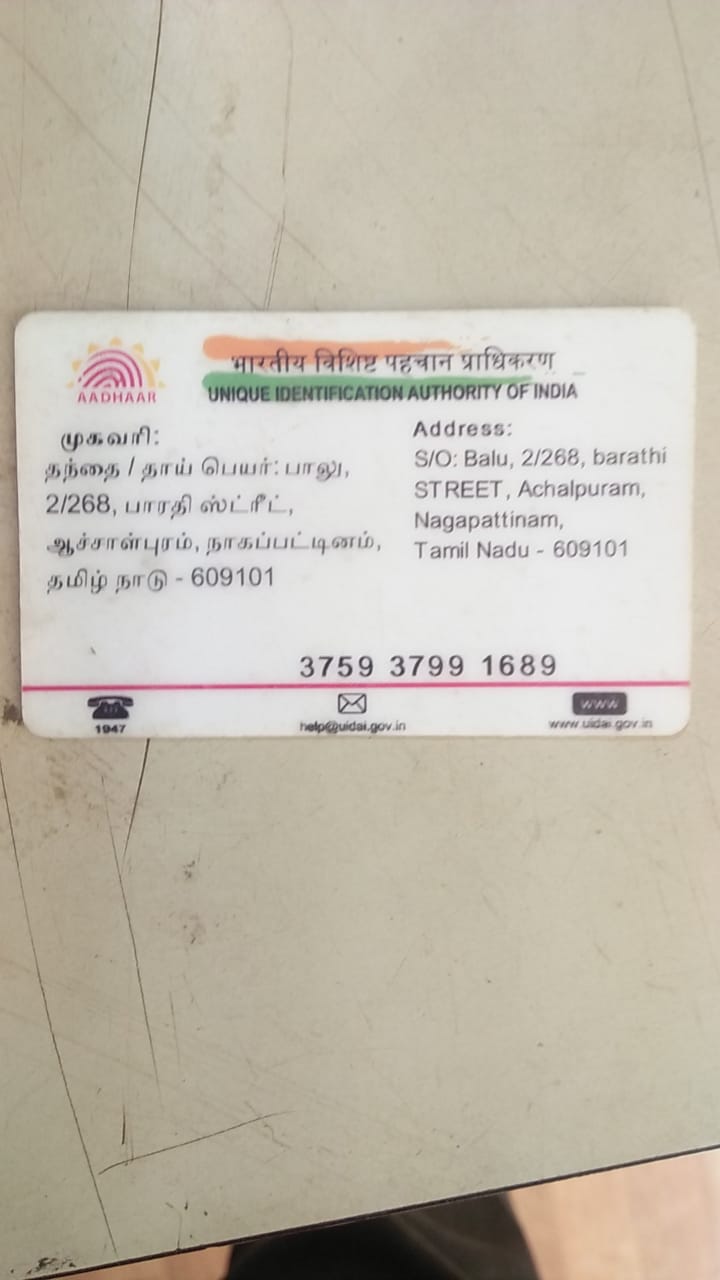 भारतीय विशिष्ट पहचान प्राधिकरण
AADHAAR
UNIQUE IDENTIFICATION AUTHORITY OF INDIA
முகவரி:
தந்தை / தாய் பெயர்: பாலு,
2/268, பாரதி ஸ்ட்ரீட்,
ஆச்சாள்புரம், நாகப்பட்டினம்,
தமிழ் நாடு - 609101
Address:
S/O: Balu, 2/268, barathi
STREET, Achalpuram,
Nagapattinam,
Tamil Nadu - 609101
3759 3799 1689
1947
help@uidai.gov.in
www
www.uidai.gov.in